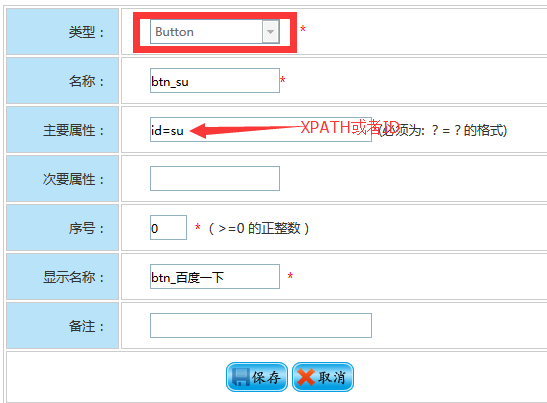 类型： Button *
名称： btn_su *
主要属性： id=su XPATH或者ID (必须为: ? = ? 的格式)
次要属性：
序号： 0 * ( >=0 的正整数 )
显示名称： btn_百度一下 *
备注：
保存 取消